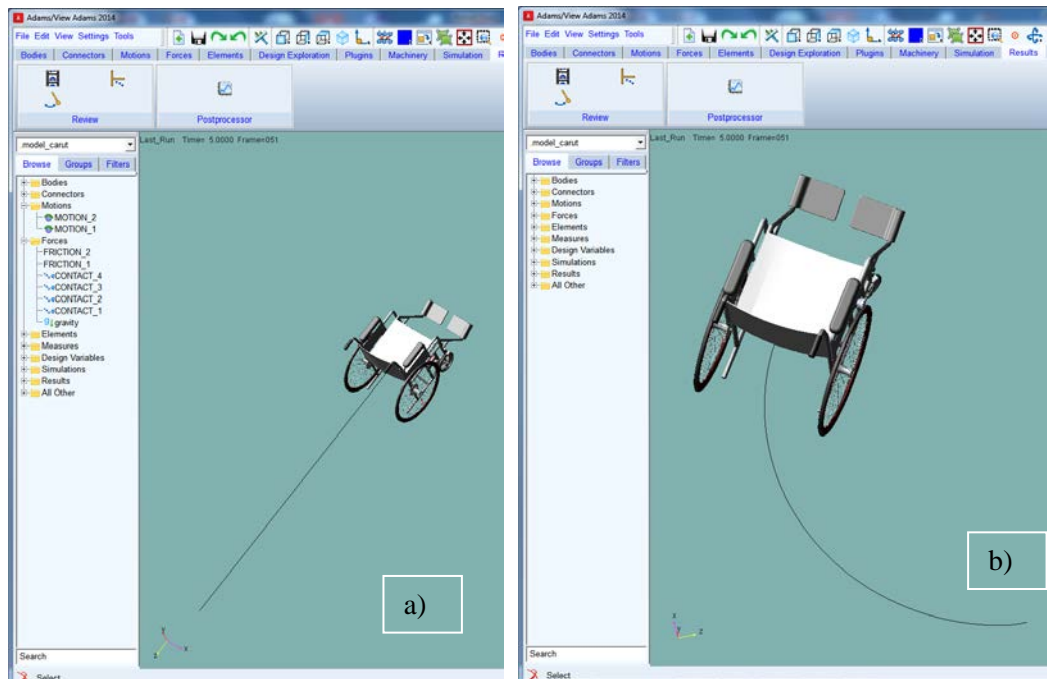 Adams/View Adams 2014
File Edit View Settings Tools
Bodies Connectors Motions Forces Elements Design Exploration Plugins Machinery Simulation
Review Postprocessor
.model_carut
Last_Run Time= 5.0000 Frame=051
Browse Groups Filters
Bodies
Connectors
Motions
MOTION_2
MOTION_1
Forces
FRICTION_2
FRICTION_1
CONTACT_4
CONTACT_3
CONTACT_2
CONTACT_1
gravity
Elements
Measures
Design Variables
Simulations
Results
All Other
a)
Y
X
Z
Search
Select
Adams/View Adams 2014
File Edit View Settings Tools
Bodies Connectors Motions Forces Elements Design Exploration Plugins Machinery Simulation Results
Review Postprocessor
.model_carut
Last_Run Time= 5.0000 Frame=051
Browse Groups Filters
Bodies
Connectors
Motions
Forces
Elements
Measures
Design Variables
Simulations
Results
All Other
b)
X
Y Z
Search
Select